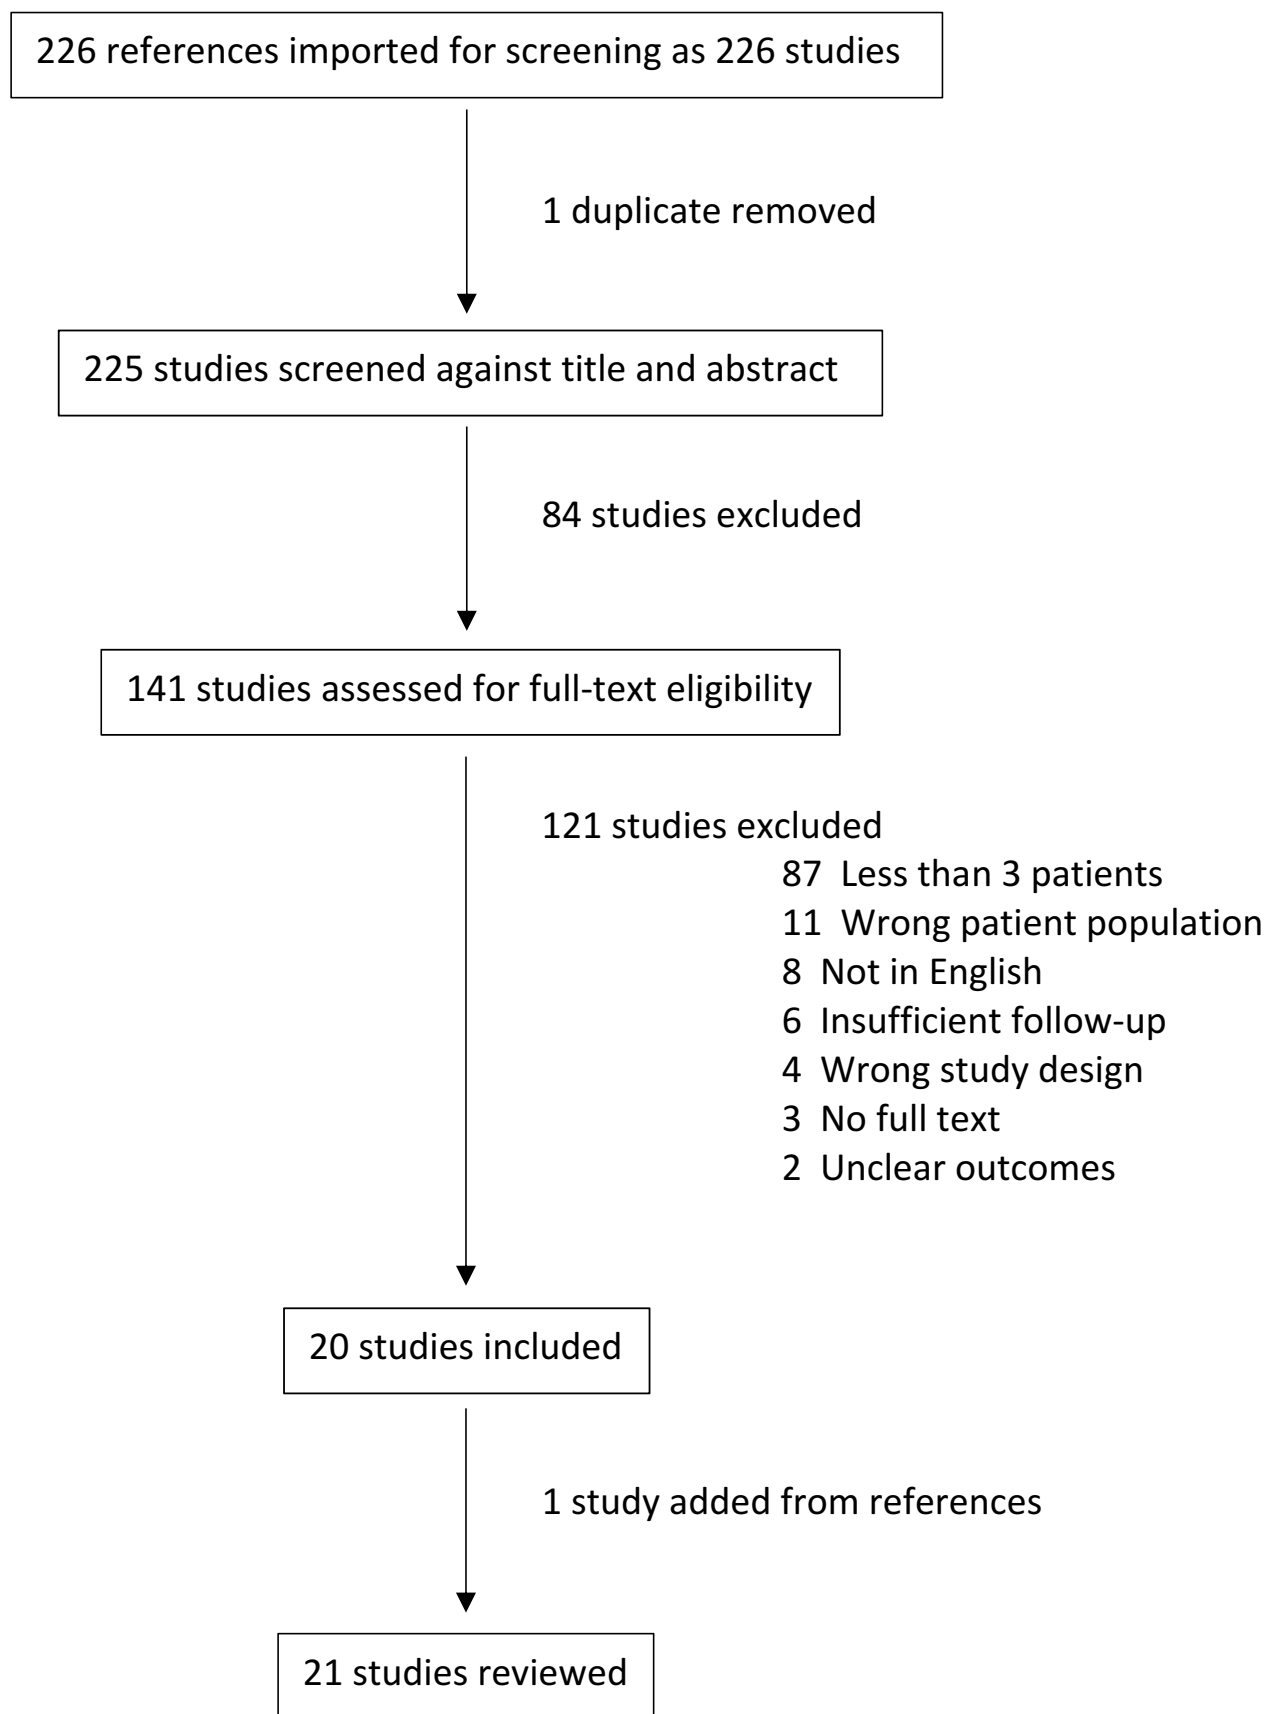 226 references imported for screening as 226 studies
1 duplicate removed
225 studies screened against title and abstract
84 studies excluded
141 studies assessed for full-text eligibility
121 studies excluded
87 Less than 3 patients
11 Wrong patient population
8 Not in English
6 Insufficient follow-up
4 Wrong study design
3 No full text
2 Unclear outcomes
20 studies included
1 study added from references
21 studies reviewed